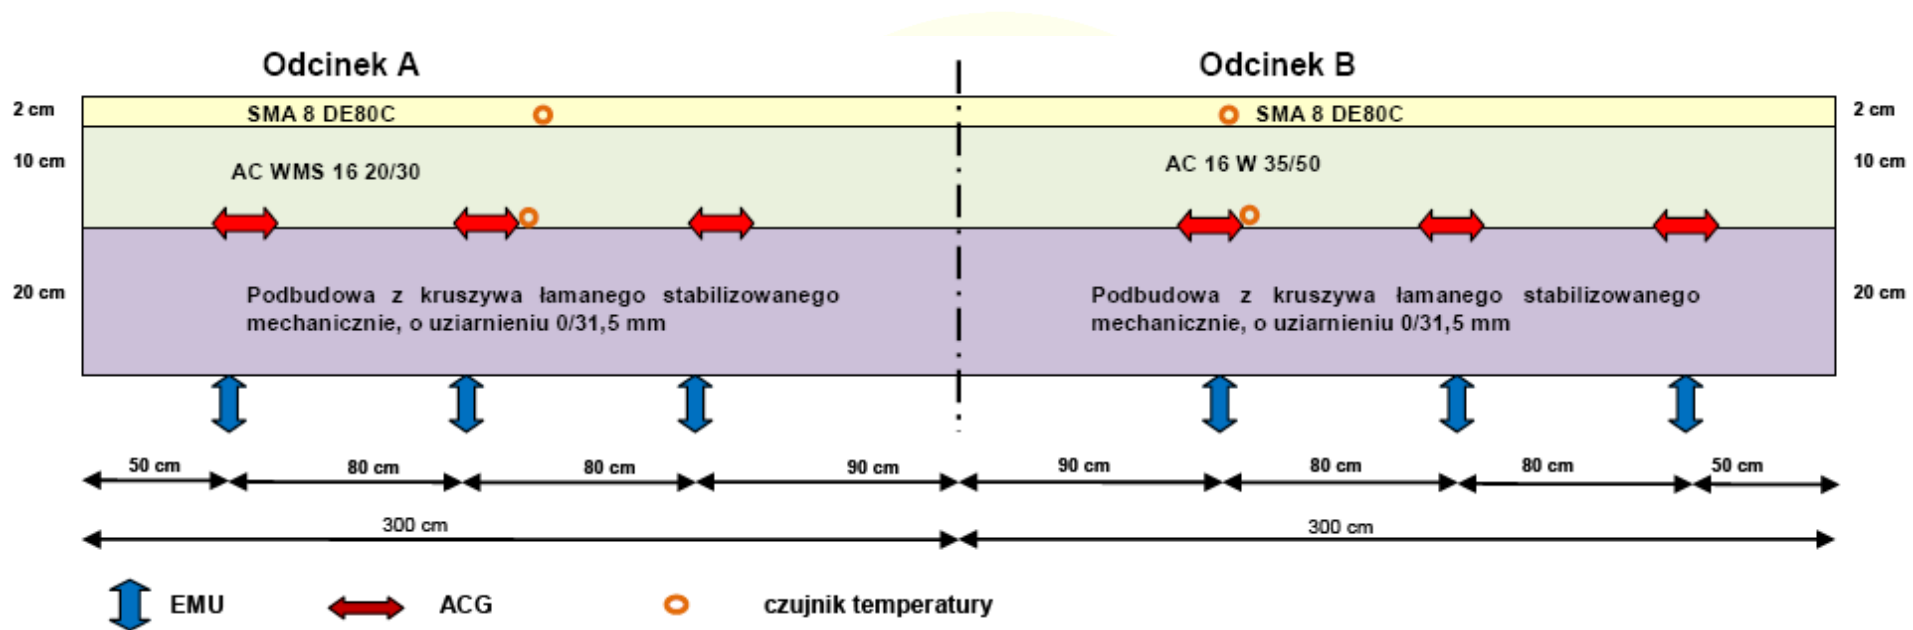 Odcinek A
Odcinek B
2 cm
SMA 8 DE80C
SMA 8 DE80C
2 cm
10 cm
AC WMS 16 20/30
AC 16 W 35/50
10 cm
20 cm
Podbudowa z kruszywa łamanego stabilizowanego
mechanicznie, o uziarnieniu 0/31,5 mm
Podbudowa z kruszywa łamanego stabilizowanego
mechanicznie, o uziarnieniu 0/31,5 mm
20 cm
50 cm
80 cm
80 cm
90 cm
90 cm
80 cm
80 cm
50 cm
300 cm
300 cm
EMU
ACG
czujnik temperatury